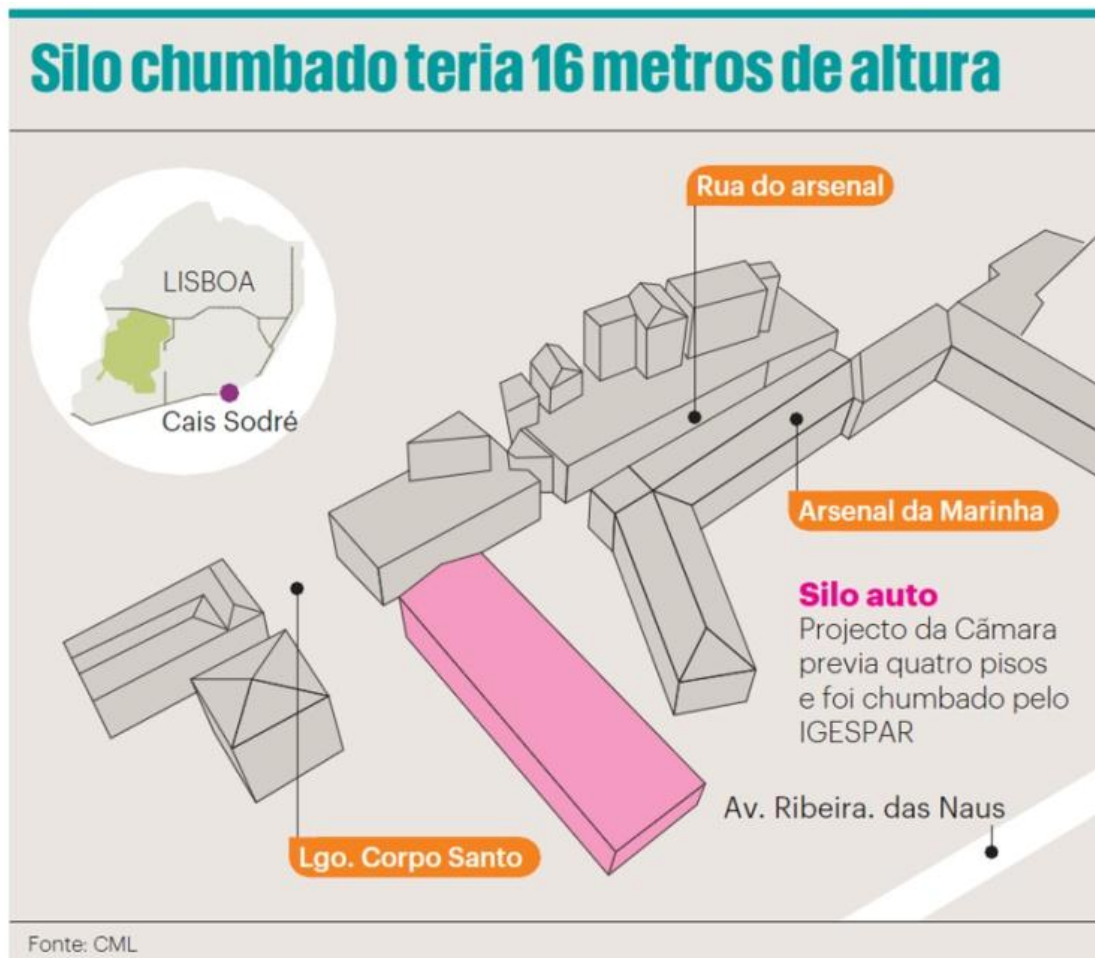 Silo chumbado teria 16 metros de altura
Rua do arsenal
LISBOA
Cais Sodré
Arsenal da Marinha
Silo auto
Projecto da Cãmara
previa quatro pisos
e foi chumbado pelo
IGESPAR
Av. Ribeira. das Naus
Lgo. Corpo Santo
Fonte: CML